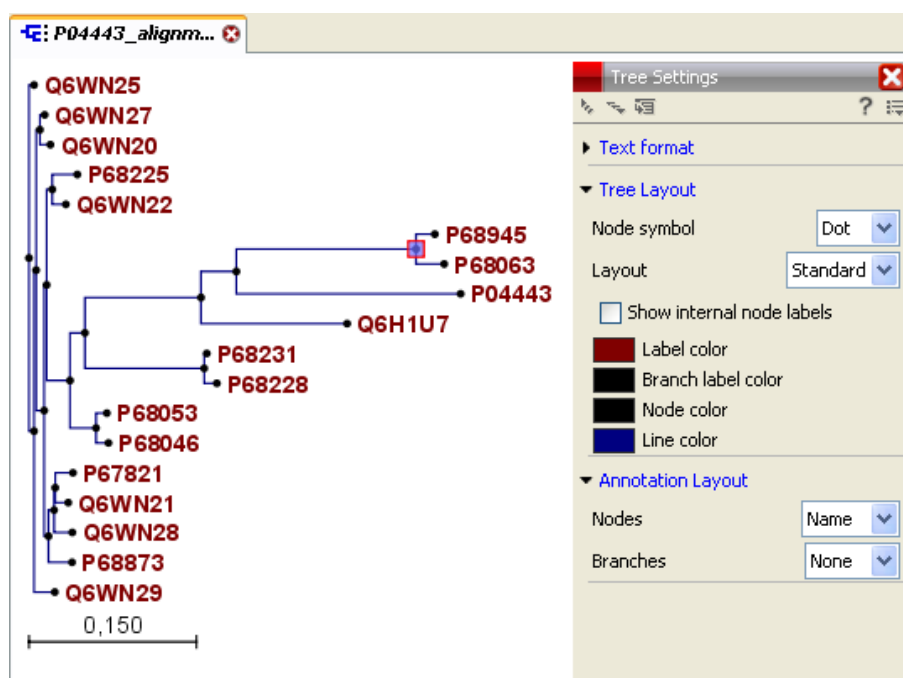 P04443_alignm...
Q6WN25
Q6WN27
Q6WN20
P68225
Q6WN22
P68945
P68063
P04443
Q6H1U7
P68231
P68228
P68053
P68046
P67821
Q6WN21
Q6WN28
P68873
Q6WN29
0,150
Tree Settings
?
Text format
Tree Layout
Node symbol Dot
Layout Standard
Show internal node labels
Label color
Branch label color
Node color
Line color
Annotation Layout
Nodes Name
Branches None